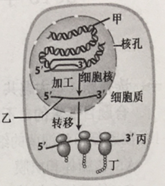 甲
核孔
5' 3'
加工 细胞核
5' 3'
乙 细胞质
转移
5' 3' 丙
丁